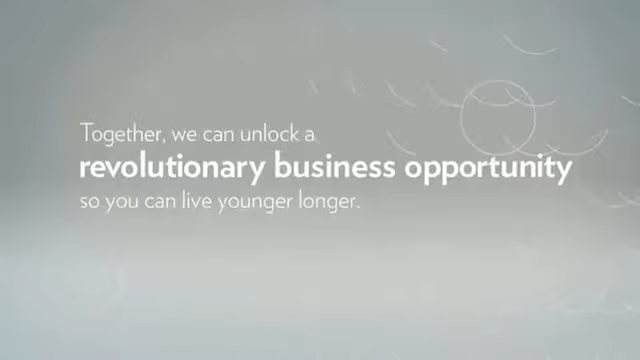 Together, we can unlock a
revolutionary business opportunity
so you can live younger longer.